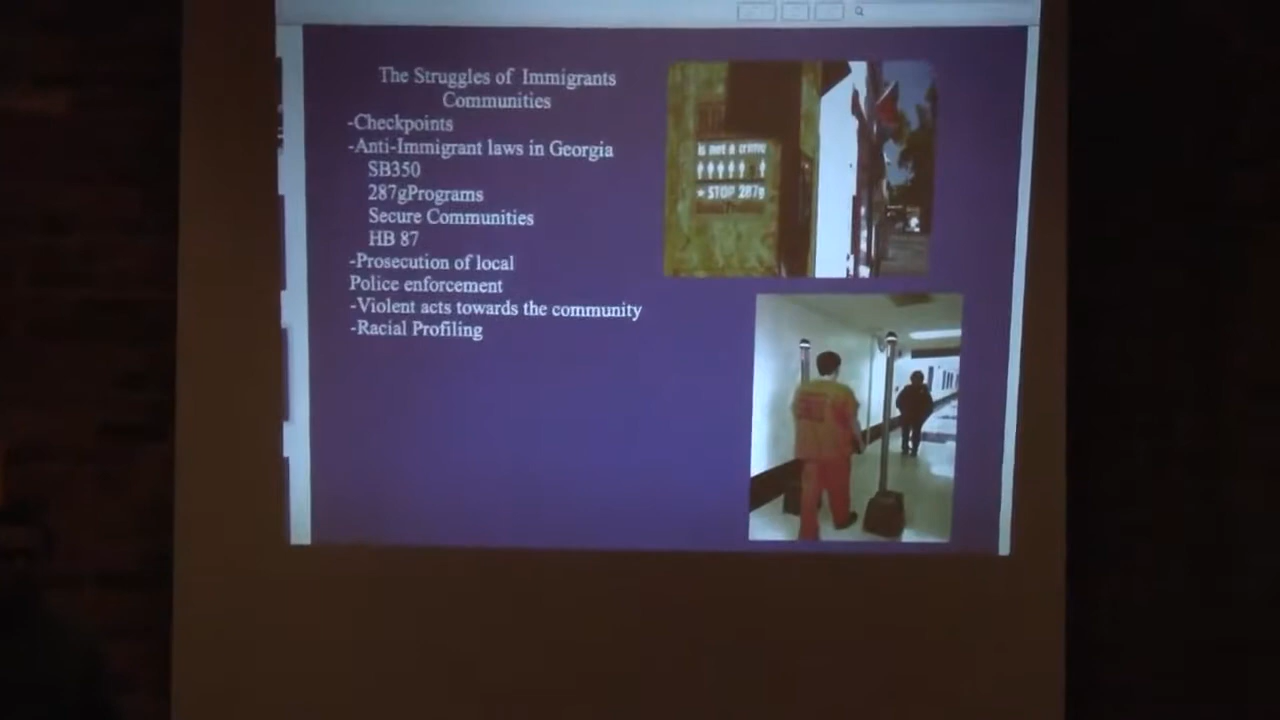 The Struggles of Immigrants
Communities
-Checkpoints
-Anti-Immigrant laws in Georgia
SB350
287gPrograms
Secure Communities
HB 87
-Prosecution of local
Police enforcement
-Violent acts towards the community
-Racial Profiling
is not a crime
★ STOP 287g